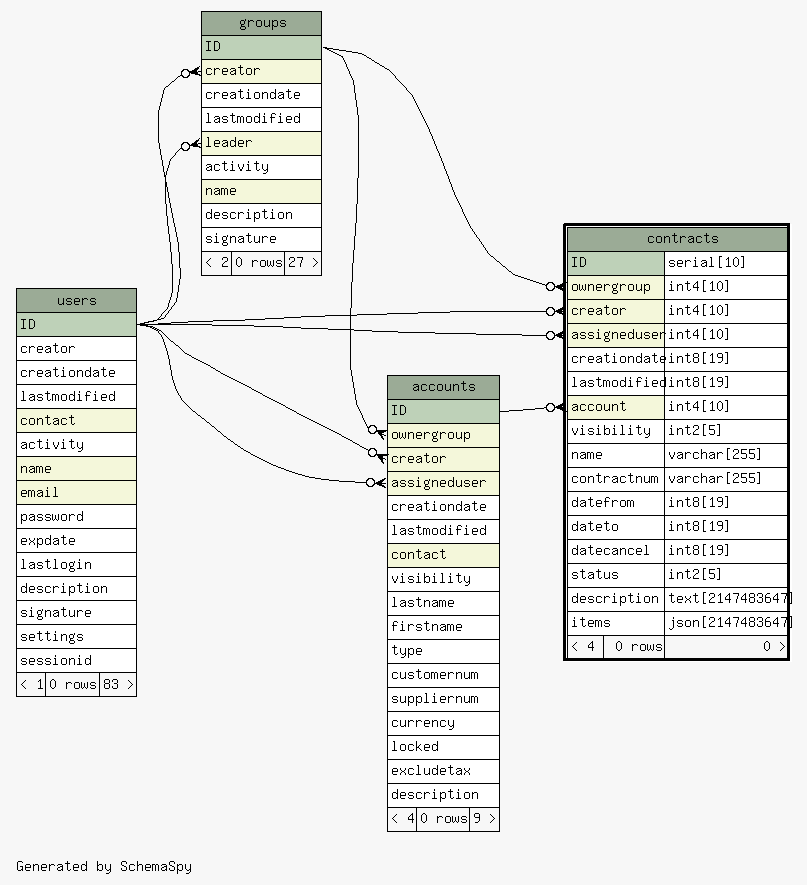 groups
ID
creator
creationdate
lastmodified
leader
activity
name
description
signature
< 2 0 rows 27 >
users
ID
creator
creationdate
lastmodified
contact
activity
name
email
password
expdate
lastlogin
description
signature
settings
sessionid
< 1 0 rows 83 >
accounts
ID
ownergroup
creator
assigneduser
creationdate
lastmodified
contact
visibility
lastname
firstname
type
customernum
suppliernum
currency
locked
excludetax
description
< 4 0 rows 9 >
contracts
ID serial[10]
ownergroup int4[10]
creator int4[10]
assigneduser int4[10]
creationdate int8[19]
lastmodified int8[19]
account int4[10]
visibility int2[5]
name varchar[255]
contractnum varchar[255]
datefrom int8[19]
dateto int8[19]
datecancel int8[19]
status int2[5]
description text[2147483647]
items json[2147483647]
< 4 0 rows 0 >
Generated by SchemaSpy